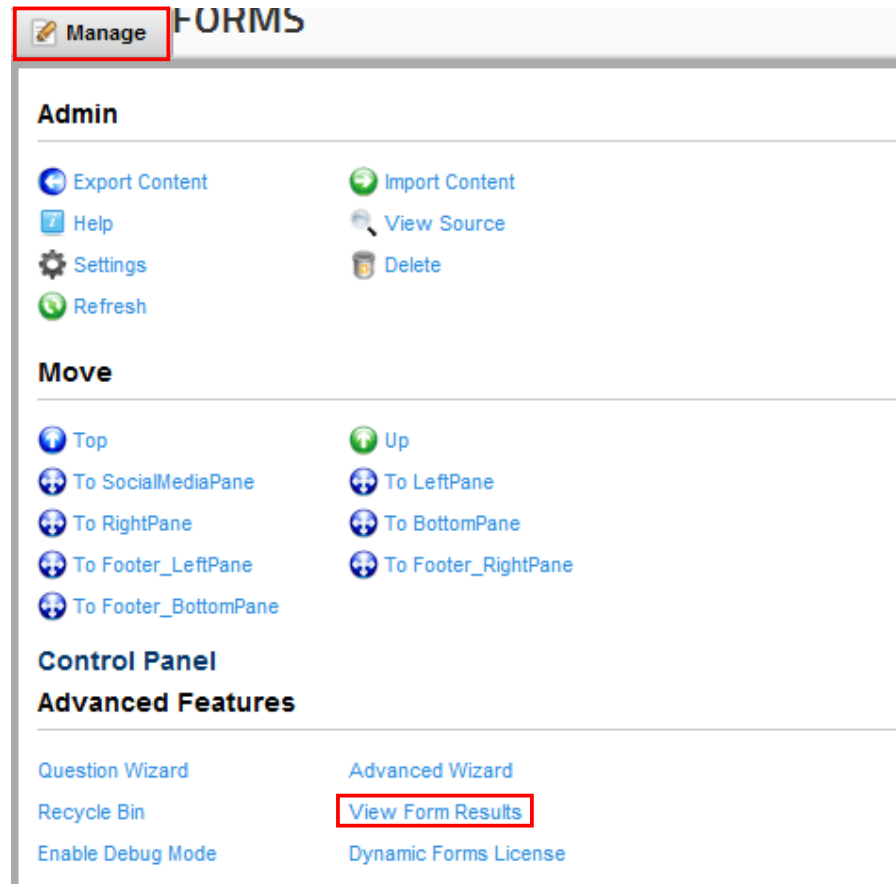 Manage FORMS
Admin
Export Content Import Content
Help View Source
Settings Delete
Refresh
Move
Top Up
To SocialMediaPane To LeftPane
To RightPane To BottomPane
To Footer_LeftPane To Footer_RightPane
To Footer_BottomPane
Control Panel
Advanced Features
Question Wizard Advanced Wizard
Recycle Bin View Form Results
Enable Debug Mode Dynamic Forms License